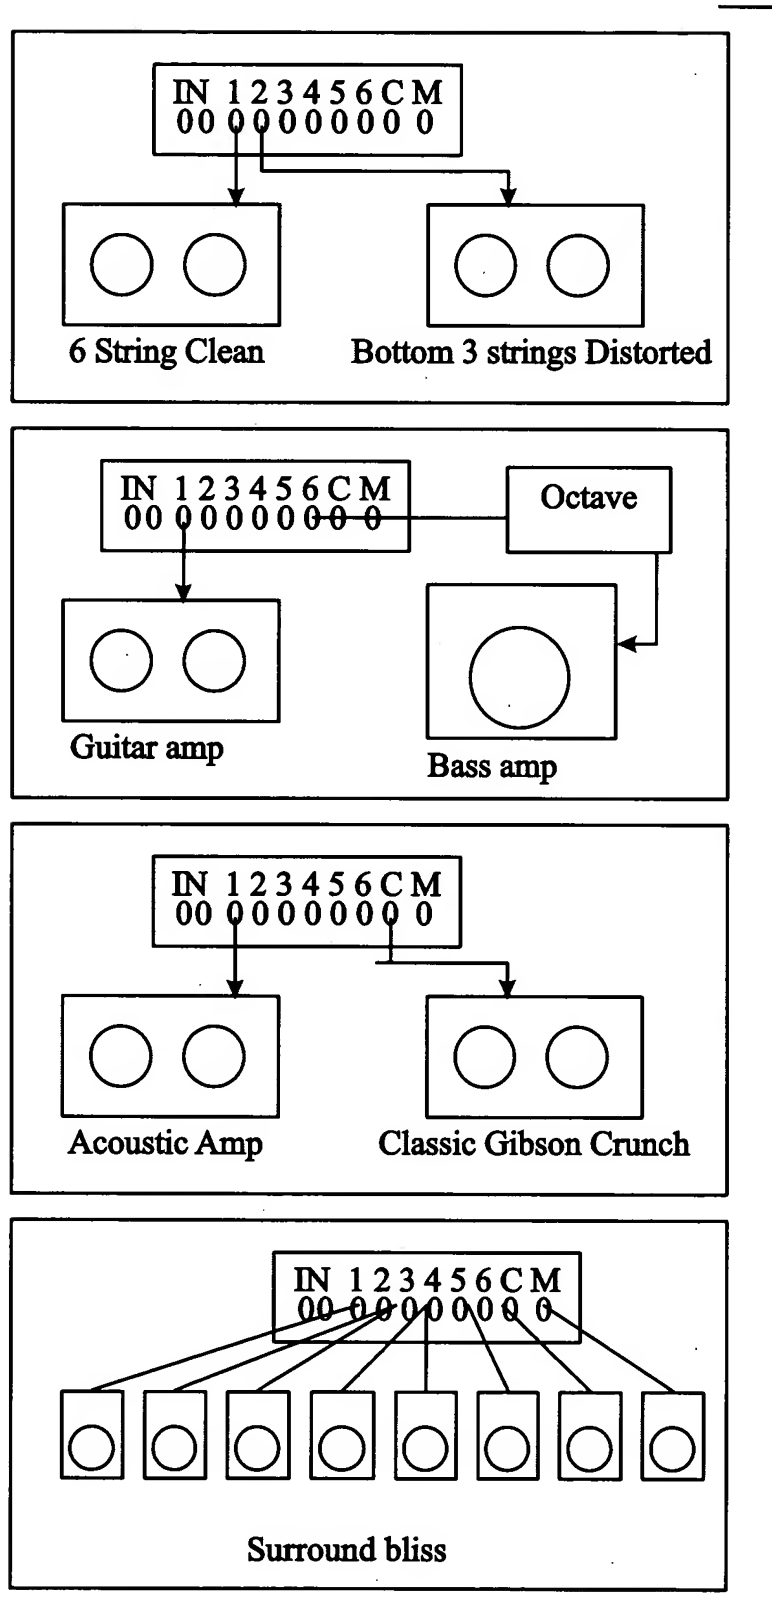 IN 1 2 3 4 5 6 C M
00 0 0 0 0 0 0 0 0
6 String Clean
Bottom 3 strings Distorted
IN 1 2 3 4 5 6 C M
00 0 0 0 0 0 0 0 0
Octave
Guitar amp
Bass amp
IN 1 2 3 4 5 6 C M
00 0 0 0 0 0 0 0 0
Acoustic Amp
Classic Gibson Crunch
IN 1 2 3 4 5 6 C M
00 0 0 0 0 0 0 0 0
Surround bliss